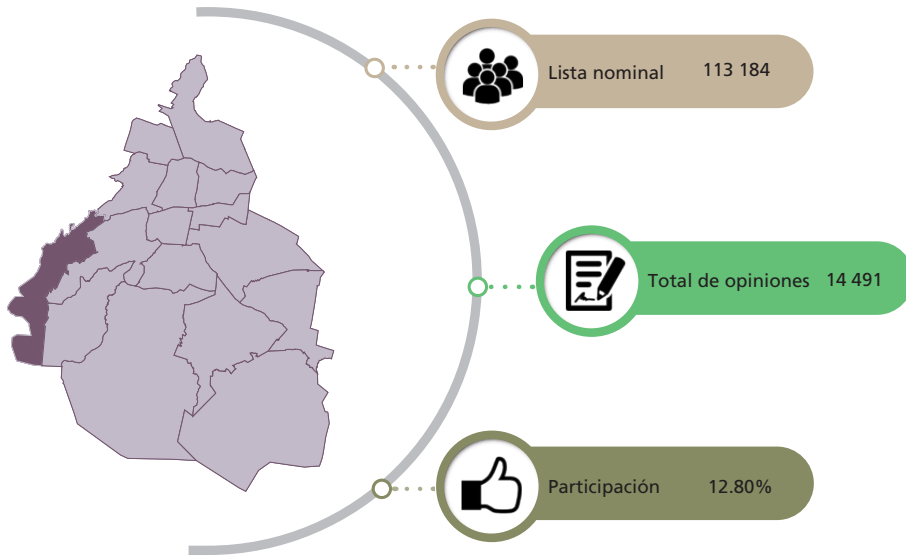 Lista nominal 113 184
Total de opiniones 14 491
Participación 12.80%